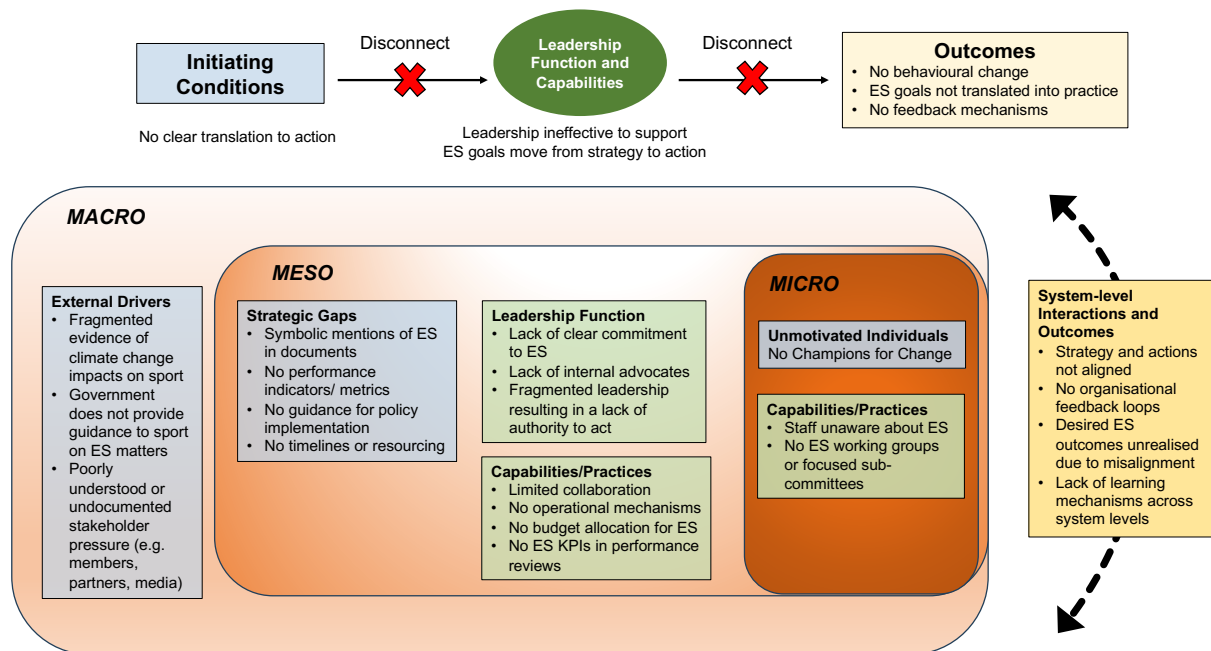 Initiating
Conditions
Disconnect
Leadership
Function and
Capabilities
Disconnect
Outcomes
• No behavioural change
• ES goals not translated into practice
• No feedback mechanisms
No clear translation to action
Leadership ineffective to support
ES goals move from strategy to action
MACRO
External Drivers
• Fragmented
evidence of
climate change
impacts on sport
• Government
does not provide
guidance to sport
on ES matters
• Poorly
understood or
undocumented
stakeholder
pressure (e.g.
members,
partners, media)
MESO
Strategic Gaps
• Symbolic mentions of ES
in documents
• No performance
indicators/ metrics
• No guidance for policy
implementation
• No timelines or resourcing
Leadership Function
• Lack of clear commitment
to ES
• Lack of internal advocates
• Fragmented leadership
resulting in a lack of
authority to act
Capabilities/Practices
• Limited collaboration
• No operational mechanisms
• No budget allocation for ES
• No ES KPIs in performance
reviews
MICRO
Unmotivated Individuals
No Champions for Change
Capabilities/Practices
• Staff unaware about ES
• No ES working groups
or focused sub-
committees
System-level
Interactions and
Outcomes
• Strategy and actions
not aligned
• No organisational
feedback loops
• Desired ES
outcomes unrealised
due to misalignment
• Lack of learning
mechanisms across
system levels